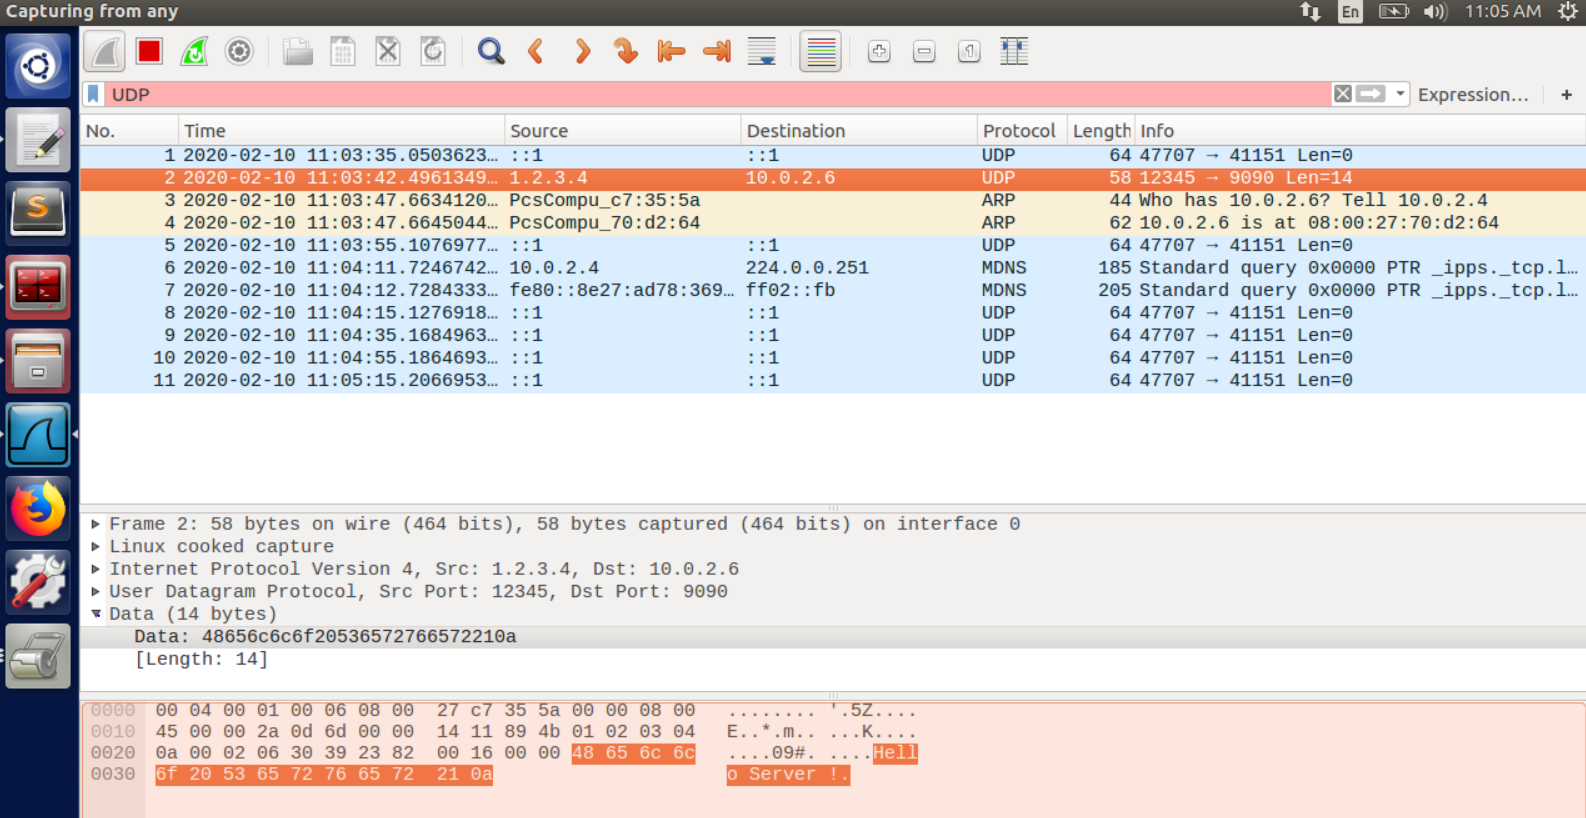 Capturing from any
En
11:05 AM
UDP
Expression…
+
No. Time Source Destination Protocol Length Info
1 2020-02-10 11:03:35.0503623… ::1 ::1 UDP 64 47707 → 41151 Len=0
2 2020-02-10 11:03:42.4961349… 1.2.3.4 10.0.2.6 UDP 58 12345 → 9090 Len=14
3 2020-02-10 11:03:47.6634120… PcsCompu_c7:35:5a ARP 44 Who has 10.0.2.6? Tell 10.0.2.4
4 2020-02-10 11:03:47.6645044… PcsCompu_70:d2:64 ARP 62 10.0.2.6 is at 08:00:27:70:d2:64
5 2020-02-10 11:03:55.1076977… ::1 ::1 UDP 64 47707 → 41151 Len=0
6 2020-02-10 11:04:11.7246742… 10.0.2.4 224.0.0.251 MDNS 185 Standard query 0x0000 PTR _ipps._tcp.l…
7 2020-02-10 11:04:12.7284333… fe80::8e27:ad78:369… ff02::fb MDNS 205 Standard query 0x0000 PTR _ipps._tcp.l…
8 2020-02-10 11:04:15.1276918… ::1 ::1 UDP 64 47707 → 41151 Len=0
9 2020-02-10 11:04:35.1684963… ::1 ::1 UDP 64 47707 → 41151 Len=0
10 2020-02-10 11:04:55.1864693… ::1 ::1 UDP 64 47707 → 41151 Len=0
11 2020-02-10 11:05:15.2066953… ::1 ::1 UDP 64 47707 → 41151 Len=0
Frame 2: 58 bytes on wire (464 bits), 58 bytes captured (464 bits) on interface 0
Linux cooked capture
Internet Protocol Version 4, Src: 1.2.3.4, Dst: 10.0.2.6
User Datagram Protocol, Src Port: 12345, Dst Port: 9090
Data (14 bytes)
Data: 48656c6c6f20536572766572210a
[Length: 14]
0000 00 04 00 01 00 06 08 00 27 c7 35 5a 00 00 08 00 ........ '.5Z....
0010 45 00 00 2a 0d 6d 00 00 14 11 89 4b 01 02 03 04 E..*.m.. ...K....
0020 0a 00 02 06 30 39 23 82 00 16 00 00 48 65 6c 6c ....09#. ....Hell
0030 6f 20 53 65 72 76 65 72 21 0a o Server !.